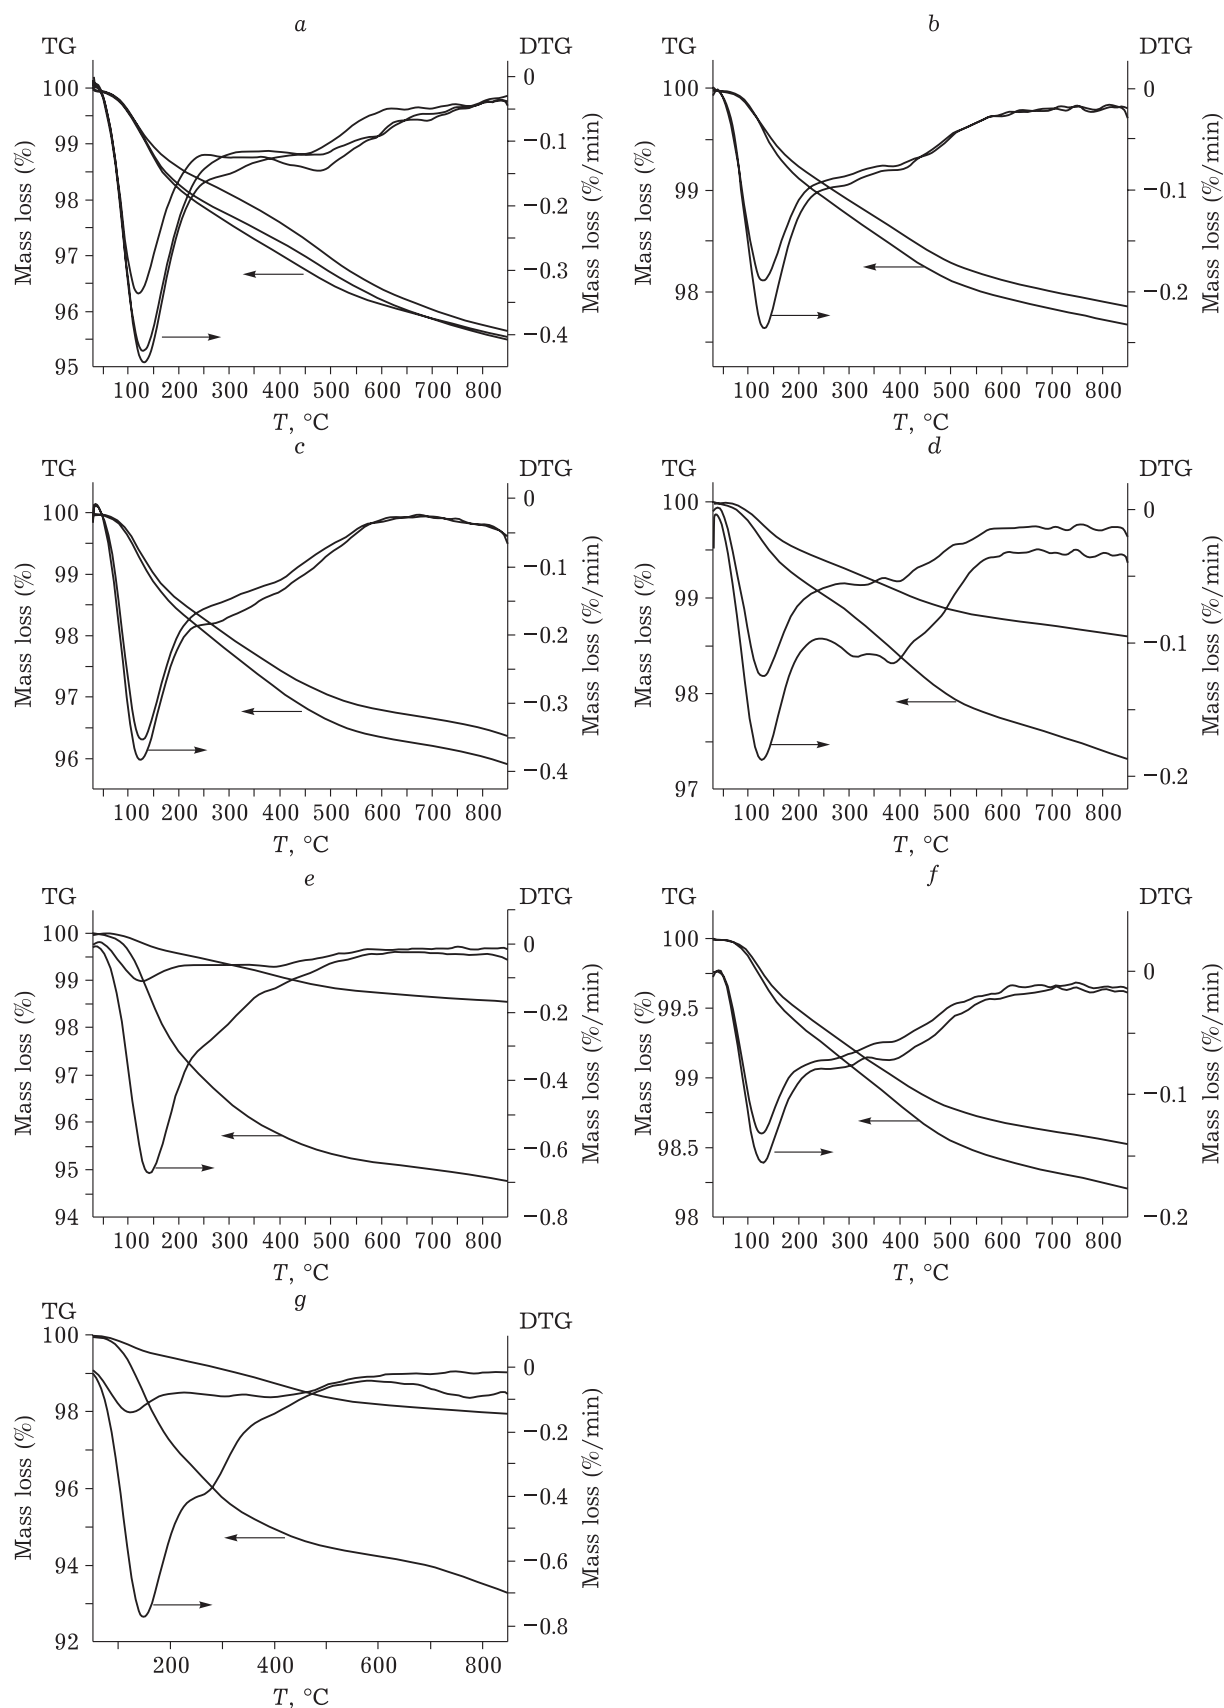 a
TG DTG
100
99
98
97
96
95
Mass loss (%)
0
−0.1
−0.2
−0.3
−0.4
Mass loss (%/min)
100 200 300 400 500 600 700 800
T, °C
b
TG DTG
100
99
98
Mass loss (%)
0
−0.1
−0.2
Mass loss (%/min)
100 200 300 400 500 600 700 800
T, °C
c
TG DTG
100
99
98
97
96
Mass loss (%)
0
−0.1
−0.2
−0.3
−0.4
Mass loss (%/min)
100 200 300 400 500 600 700 800
T, °C
d
TG DTG
100
99
98
97
Mass loss (%)
0
−0.1
−0.2
Mass loss (%/min)
100 200 300 400 500 600 700 800
T, °C
e
TG DTG
100
99
98
97
96
95
94
Mass loss (%)
0
−0.2
−0.4
−0.6
−0.8
Mass loss (%/min)
100 200 300 400 500 600 700 800
T, °C
f
TG DTG
100
99.5
99
98.5
98
Mass loss (%)
0
−0.1
−0.2
Mass loss (%/min)
100 200 300 400 500 600 700 800
T, °C
g
TG DTG
100
98
96
94
92
Mass loss (%)
0
−0.2
−0.4
−0.6
−0.8
Mass loss (%/min)
200 400 600 800
T, °C